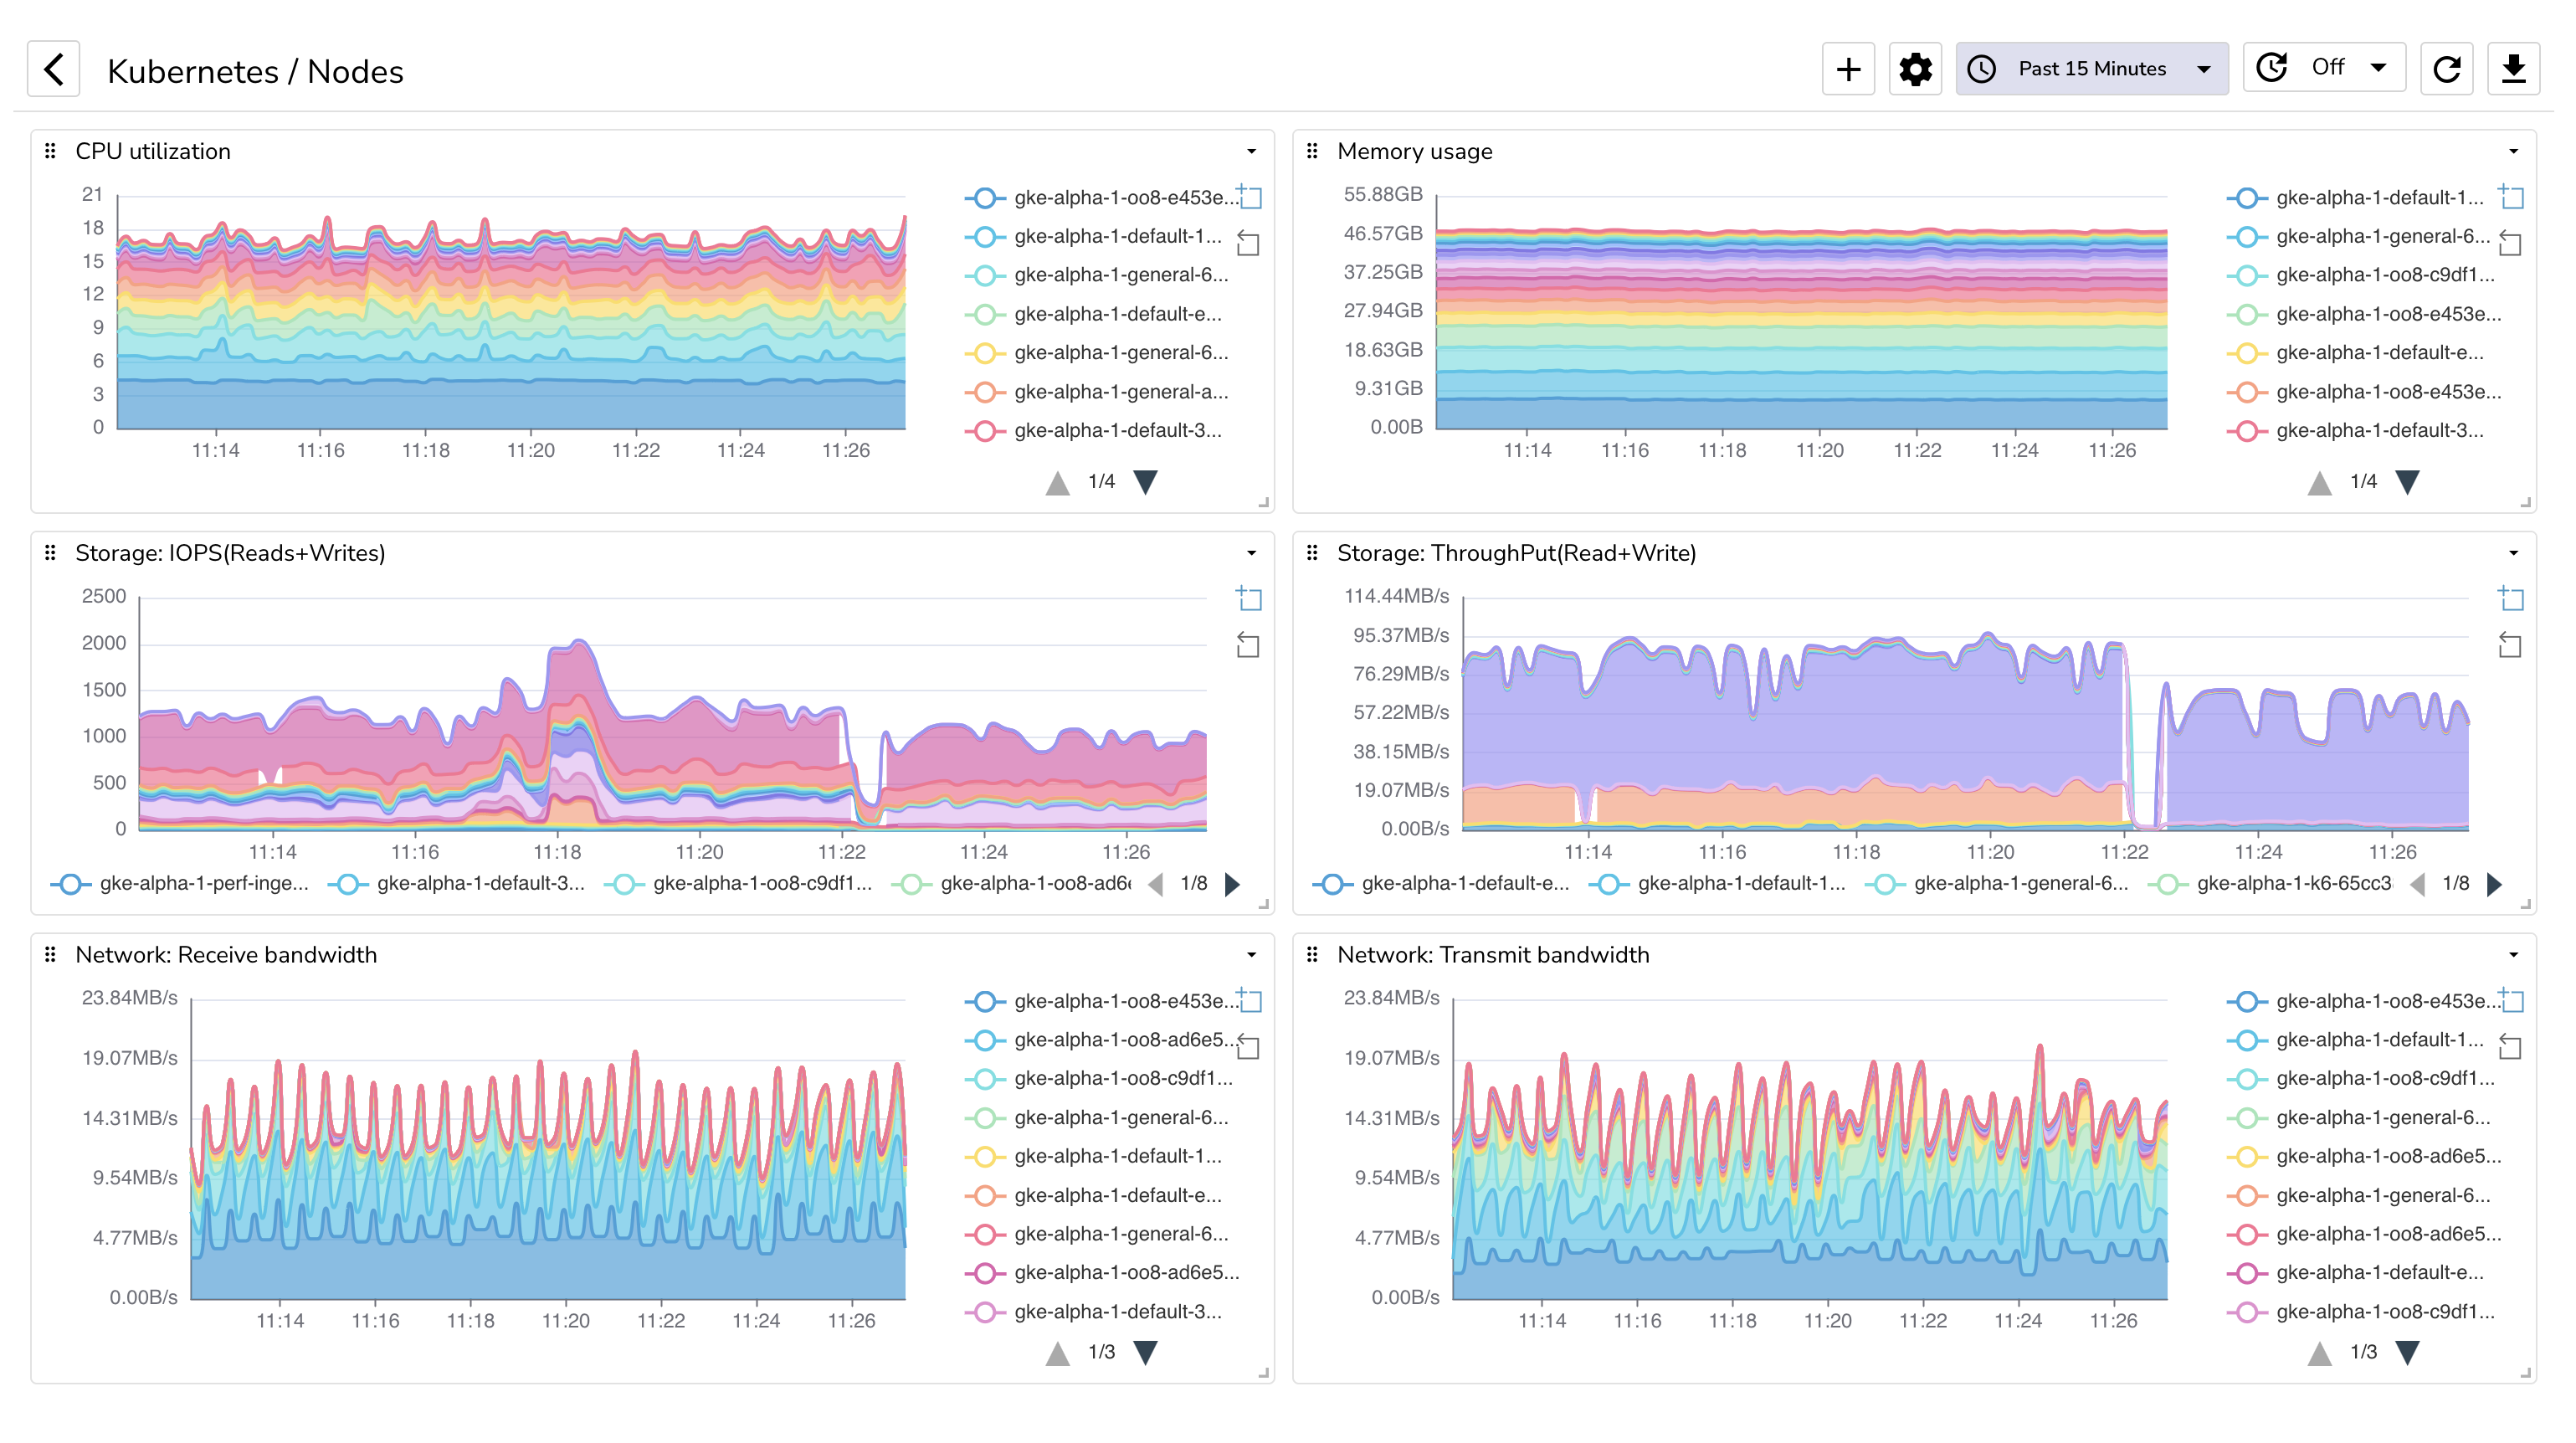 Kubernetes / Nodes
Past 15 Minutes
Off
CPU utilization
21
18
15
12
9
6
3
0
11:14 11:16 11:18 11:20 11:22 11:24 11:26
gke-alpha-1-oo8-e453e...
gke-alpha-1-default-1...
gke-alpha-1-general-6...
gke-alpha-1-default-e...
gke-alpha-1-general-6...
gke-alpha-1-general-a...
gke-alpha-1-default-3...
1/4
Memory usage
55.88GB
46.57GB
37.25GB
27.94GB
18.63GB
9.31GB
0.00B
11:14 11:16 11:18 11:20 11:22 11:24 11:26
gke-alpha-1-default-1...
gke-alpha-1-general-6...
gke-alpha-1-oo8-c9df1...
gke-alpha-1-oo8-e453e...
gke-alpha-1-default-e...
gke-alpha-1-oo8-e453e...
gke-alpha-1-default-3...
1/4
Storage: IOPS(Reads+Writes)
2500
2000
1500
1000
500
0
11:14 11:16 11:18 11:20 11:22 11:24 11:26
gke-alpha-1-perf-inge... gke-alpha-1-default-3... gke-alpha-1-oo8-c9df1... gke-alpha-1-oo8-ad6e 1/8
Storage: ThroughPut(Read+Write)
114.44MB/s
95.37MB/s
76.29MB/s
57.22MB/s
38.15MB/s
19.07MB/s
0.00B/s
11:14 11:16 11:18 11:20 11:22 11:24 11:26
gke-alpha-1-default-e... gke-alpha-1-default-1... gke-alpha-1-general-6... gke-alpha-1-k6-65cc3 1/8
Network: Receive bandwidth
23.84MB/s
19.07MB/s
14.31MB/s
9.54MB/s
4.77MB/s
0.00B/s
11:14 11:16 11:18 11:20 11:22 11:24 11:26
gke-alpha-1-oo8-e453e...
gke-alpha-1-oo8-ad6e5...
gke-alpha-1-oo8-c9df1...
gke-alpha-1-general-6...
gke-alpha-1-default-1...
gke-alpha-1-default-e...
gke-alpha-1-general-6...
gke-alpha-1-oo8-ad6e5...
gke-alpha-1-default-3...
1/3
Network: Transmit bandwidth
23.84MB/s
19.07MB/s
14.31MB/s
9.54MB/s
4.77MB/s
0.00B/s
11:14 11:16 11:18 11:20 11:22 11:24 11:26
gke-alpha-1-oo8-e453e...
gke-alpha-1-default-1...
gke-alpha-1-oo8-c9df1...
gke-alpha-1-general-6...
gke-alpha-1-oo8-ad6e5...
gke-alpha-1-general-6...
gke-alpha-1-oo8-ad6e5...
gke-alpha-1-default-e...
gke-alpha-1-oo8-c9df1...
1/3